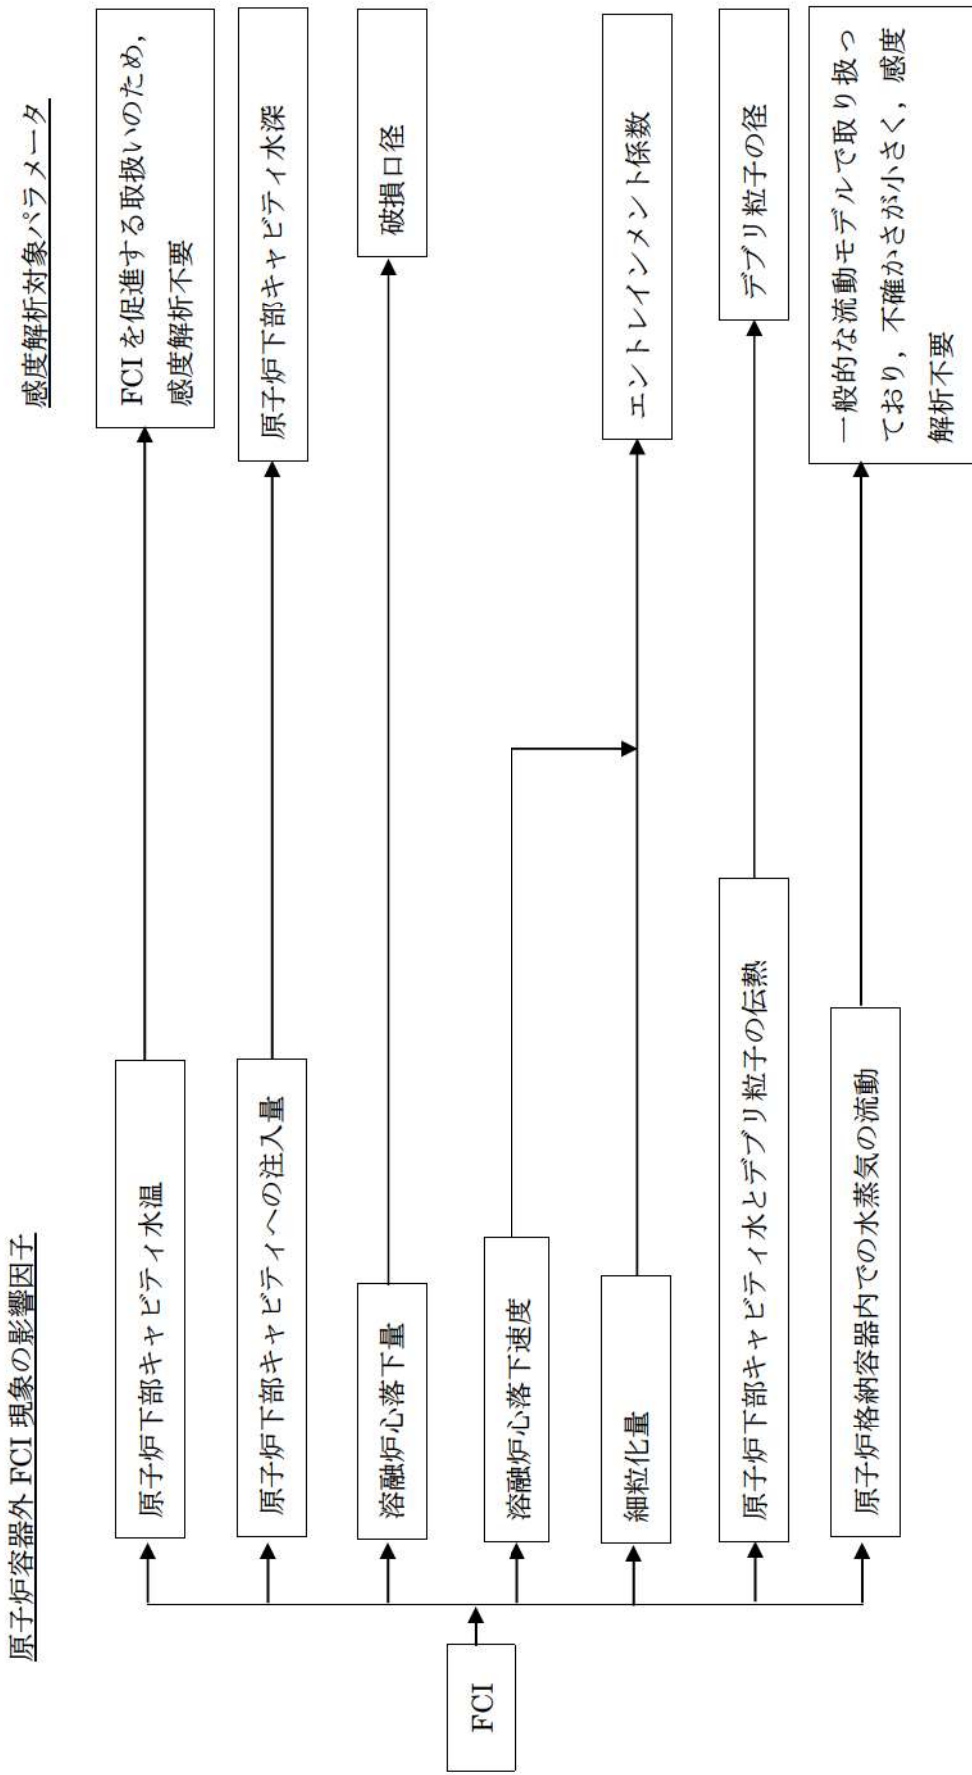 原子炉容器外 FCI 現象の影響因子
感度解析対象パラメータ
FCI
原子炉下部キャビティ水温
FCI を促進する取扱いのため,
感度解析不要
原子炉下部キャビティへの注入量
原子炉下部キャビティ水深
溶融炉心落下量
破損口径
溶融炉心落下速度
細粒化量
エントレインメント係数
原子炉下部キャビティ水とデブリ粒子の伝熱
デブリ粒子の径
原子炉格納容器内での水蒸気の流動
一般的な流動モデルで取り扱っ
ており，不確かさが小さく，感度
解析不要